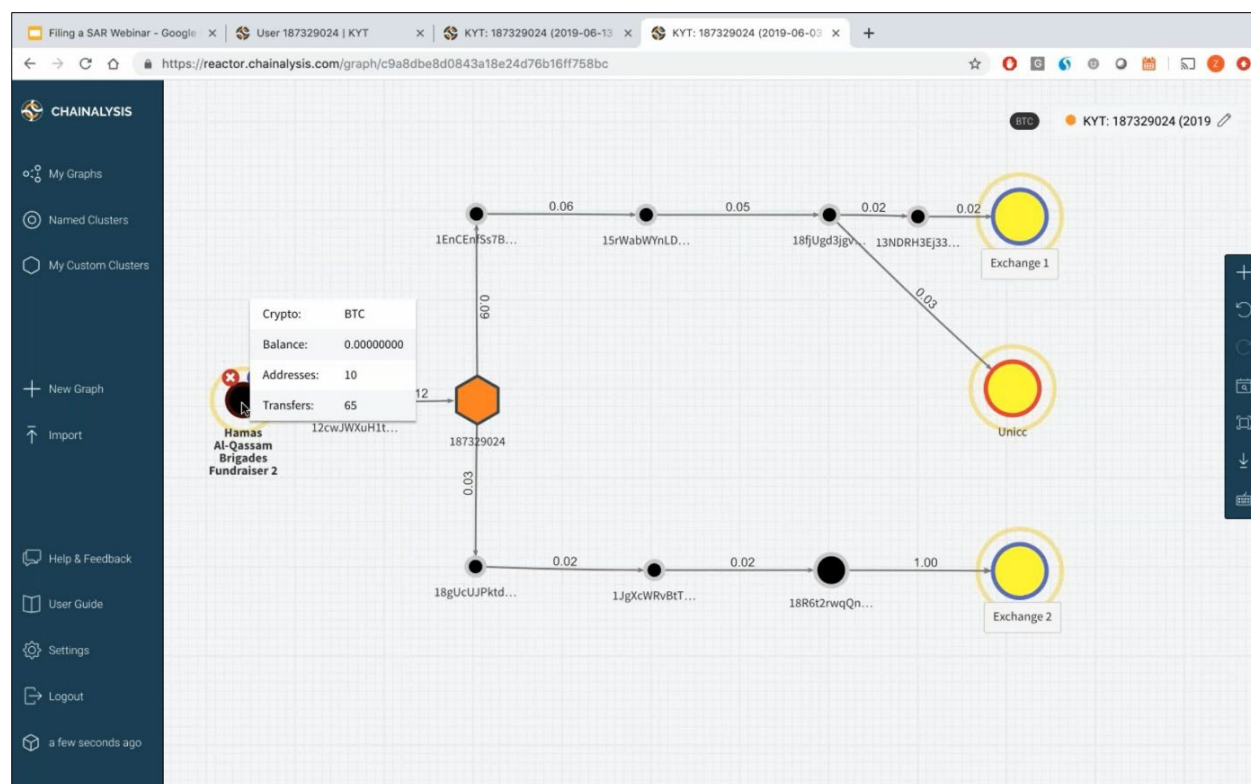 Filing a SAR Webinar - Google
User 187329024 | KYT
KYT: 187329024 (2019-06-13
KYT: 187329024 (2019-06-03
https://reactor.chainalysis.com/graph/c9a8dbe8d0843a18e24d76b16ff758bc
CHAINALYSIS
My Graphs
Named Clusters
My Custom Clusters
New Graph
Import
Help & Feedback
User Guide
Settings
Logout
a few seconds ago
BTC
KYT: 187329024 (2019
0.06
0.05
0.02
0.02
1EnCEnfSs7B...
15rWabWYnLD...
18fjUgd3jgv...
13NDRH3Ej33...
Exchange 1
0.09
0.03
Crypto: BTC
Balance: 0.00000000
Addresses: 10
Transfers: 65
12
12cwJWXuH1t...
Hamas
Al-Qassam
Brigades
Fundraiser 2
187329024
Unicc
0.03
0.02
0.02
1.00
18gUcUJPktd...
1JgXcWRvBtT...
18R6t2rwqQn...
Exchange 2